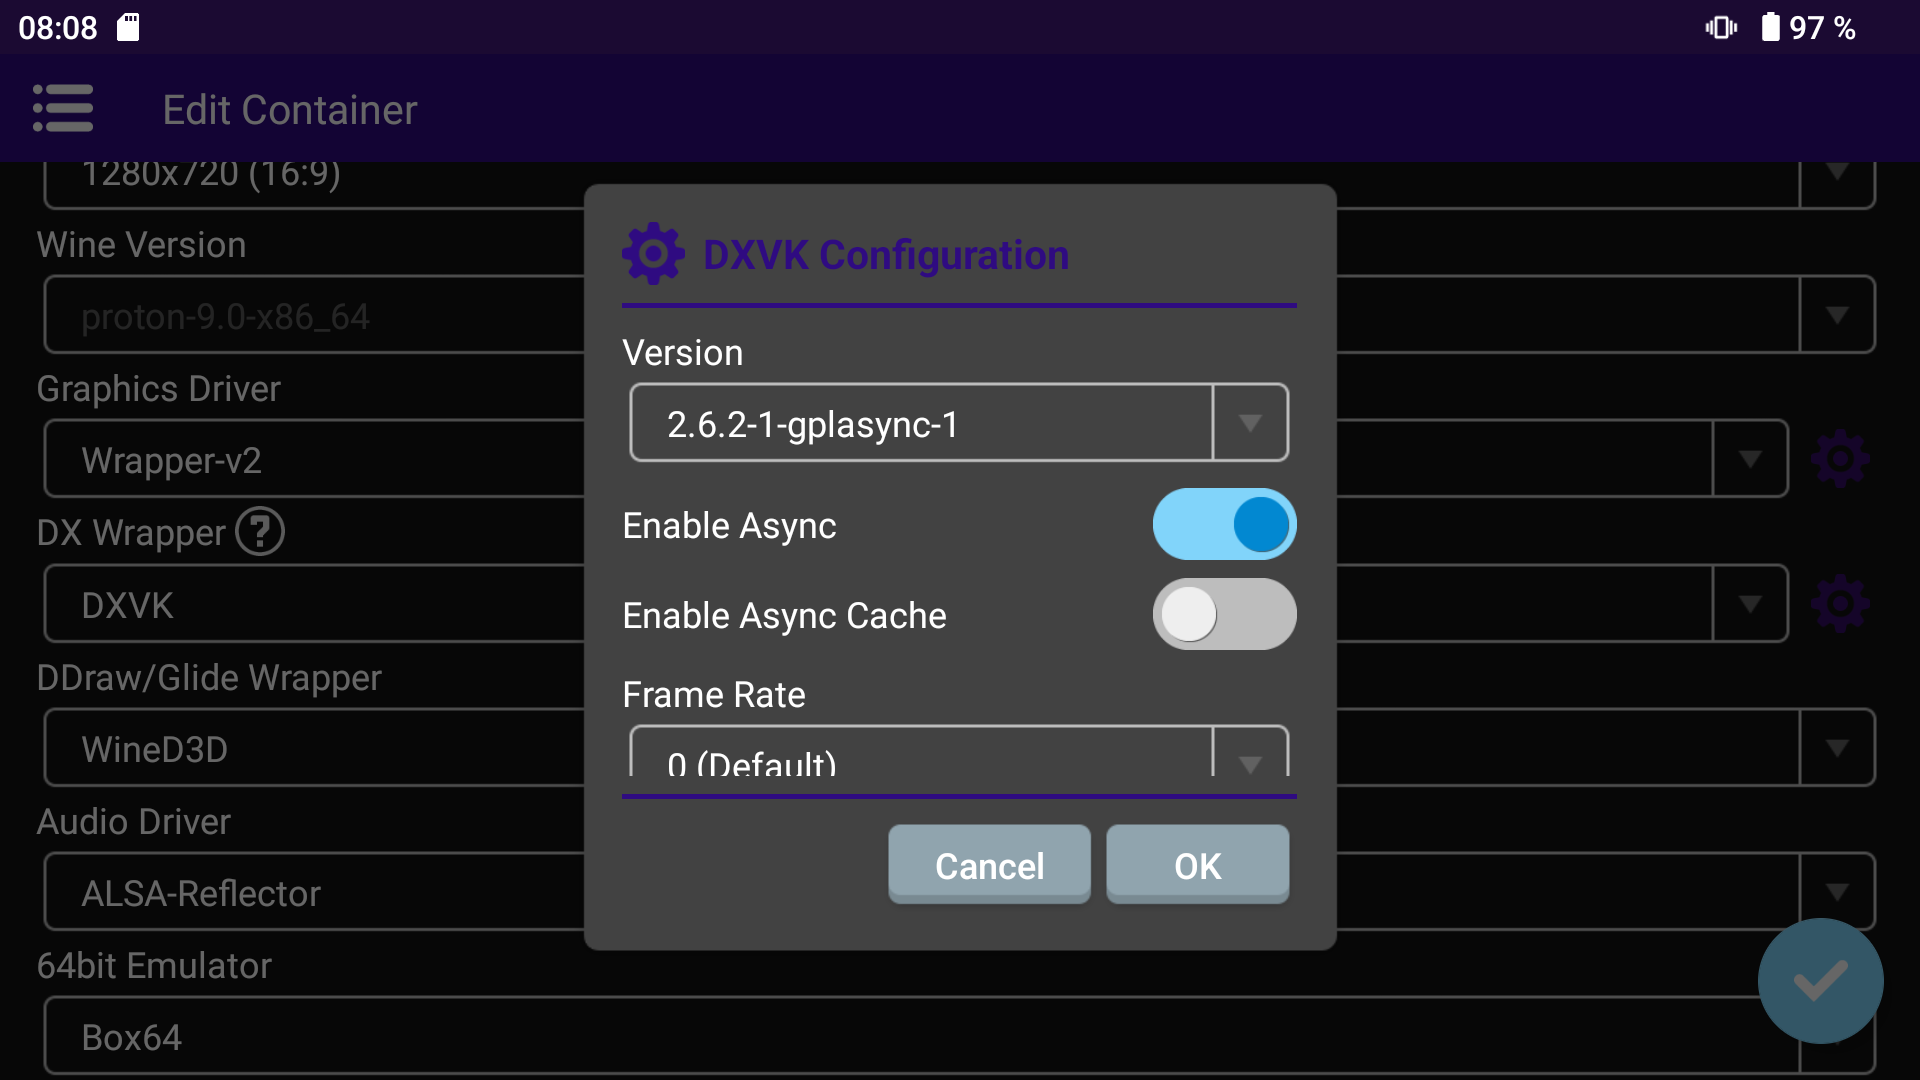 08:08
97 %
Edit Container
1280x720 (16:9)
Wine Version
proton-9.0-x86_64
Graphics Driver
Wrapper-v2
DX Wrapper ?
DXVK
DDraw/Glide Wrapper
WineD3D
Audio Driver
ALSA-Reflector
64bit Emulator
Box64
DXVK Configuration
Version
2.6.2-1-gplasync-1
Enable Async
Enable Async Cache
Frame Rate
0 (Default)
Cancel
OK